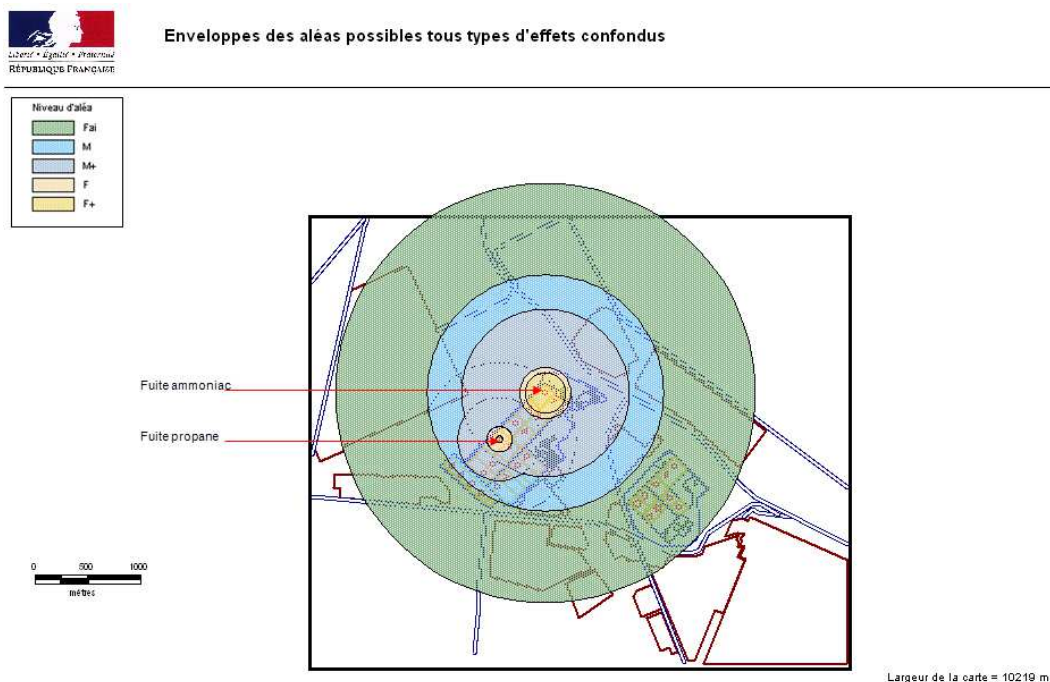 Enveloppes des aléas possibles tous types d'effets confondus
Liberté • Égalité • Fraternité
RÉPUBLIQUE FRANÇAISE
Niveau d'aléa
Fai
M
M+
F
F+
Fuite ammoniac
Fuite propane
0 500 1000
mètres
Largeur de la carte = 10219 m